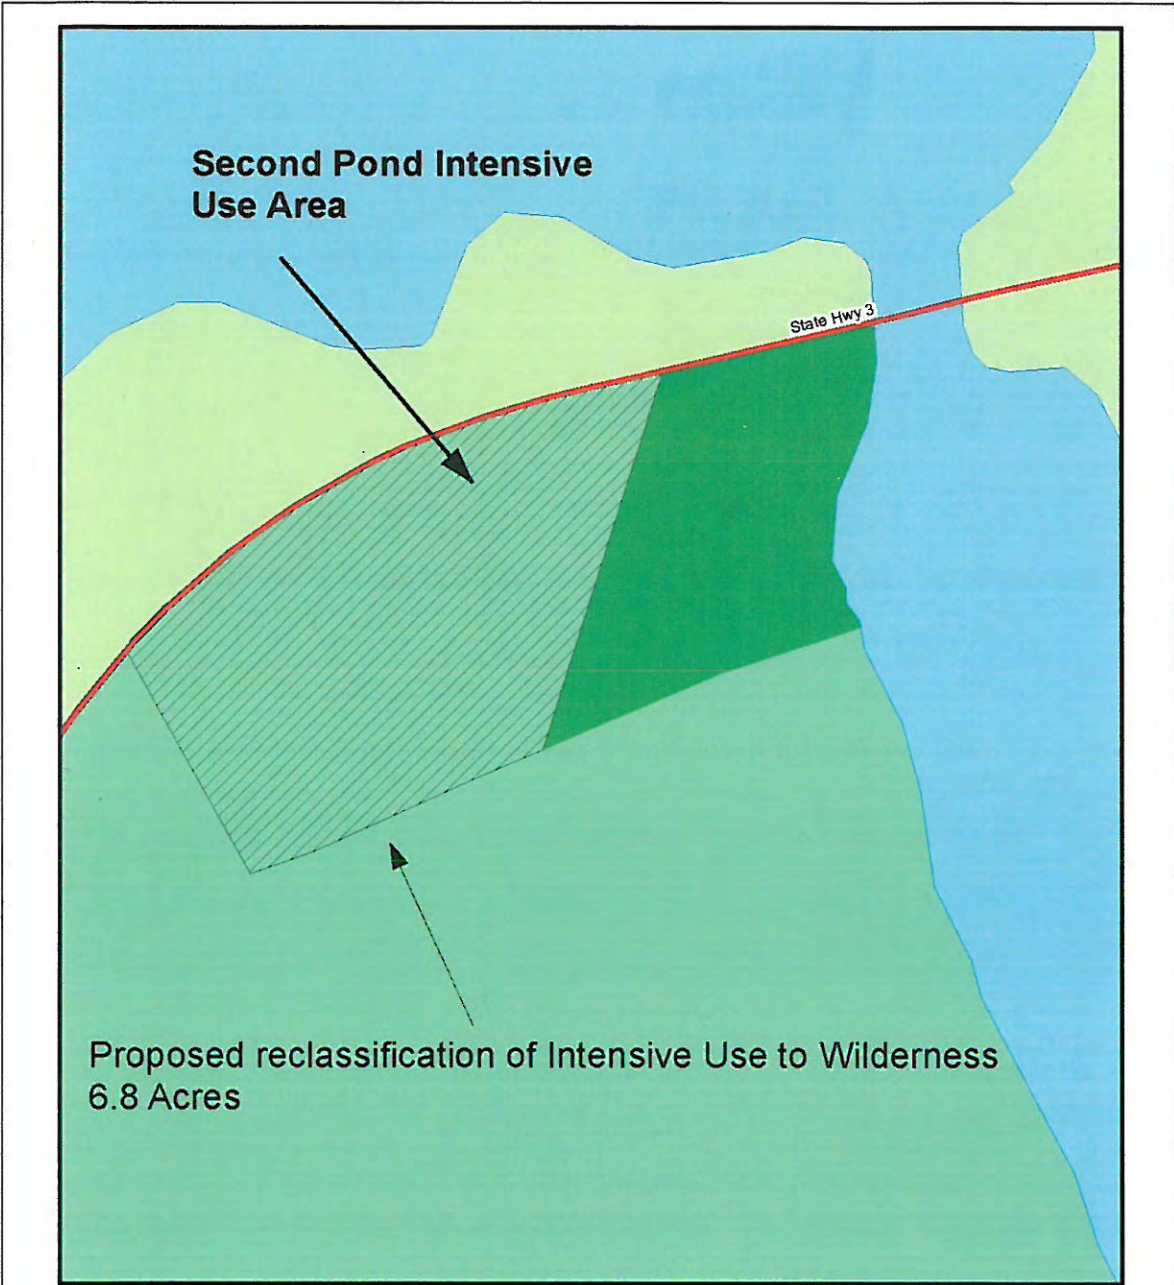 Second Pond Intensive
Use Area
State Hwy 3
Proposed reclassification of Intensive Use to Wilderness
6.8 Acres